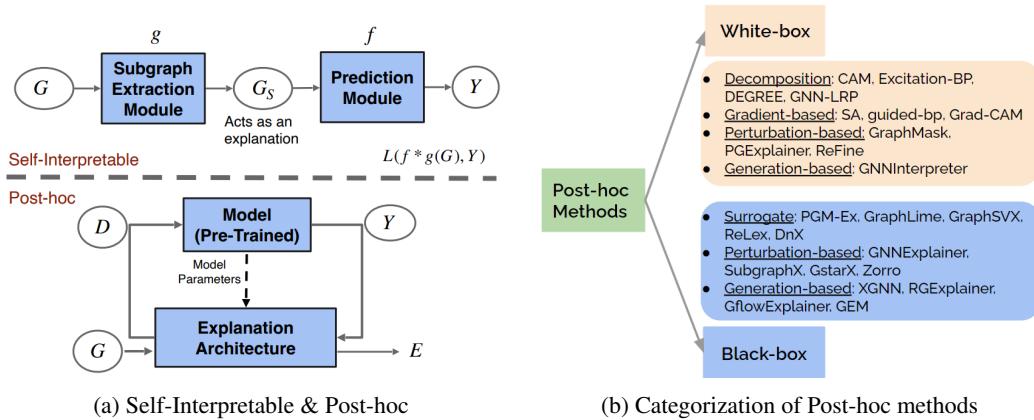 g
f
G
Subgraph
Extraction
Module
G_S
Prediction
Module
Y
Acts as an
explanation
Self-Interpretable
L(f * g(G), Y)
Post-hoc
D
Model
(Pre-Trained)
Y
Model
Parameters
G
Explanation
Architecture
E
(a) Self-Interpretable & Post-hoc
White-box
• Decomposition: CAM, Excitation-BP,
DEGREE, GNN-LRP
• Gradient-based: SA, guided-bp, Grad-CAM
• Perturbation-based: GraphMask,
PGExplainer, ReFine
• Generation-based: GNNInterpreter
Post-hoc
Methods
• Surrogate: PGM-Ex, GraphLime, GraphSVX,
ReLex, DnX
• Perturbation-based: GNNExplainer,
SubgraphX, GstarX, Zorro
• Generation-based: XGNN, RGExplainer,
GflowExplainer, GEM
Black-box
(b) Categorization of Post-hoc methods